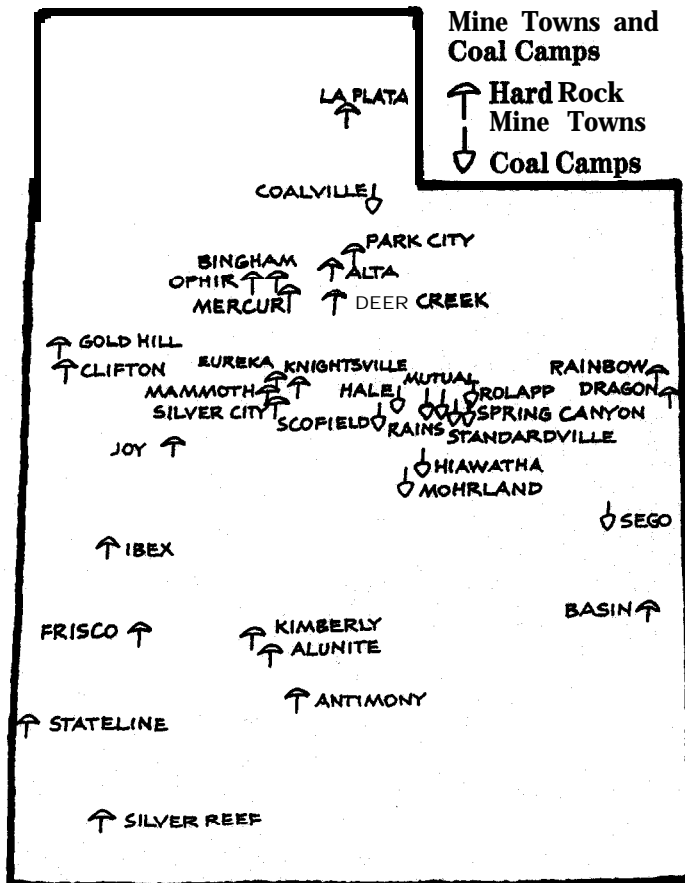 Mine Towns and
Coal Camps
Hard Rock
Mine Towns
Coal Camps
LA PLATA
COALVILLE
PARK CITY
BINGHAM
ALTA
OPHIR
MERCUR
DEER CREEK
GOLD HILL
CLIFTON
EUREKA
KNIGHTSVILLE
MAMMOTH
SILVER CITY
HALE
MUTUAL
ROLAPP
RAINBOW
DRAGON
SCOFIELD
RAINS
SPRING CANYON
STANDARDVILLE
JOY
HIAWATHA
MOHRLAND
SEGO
IBEX
BASIN
FRISCO
KIMBERLY
ALUNITE
ANTIMONY
STATELINE
SILVER REEF